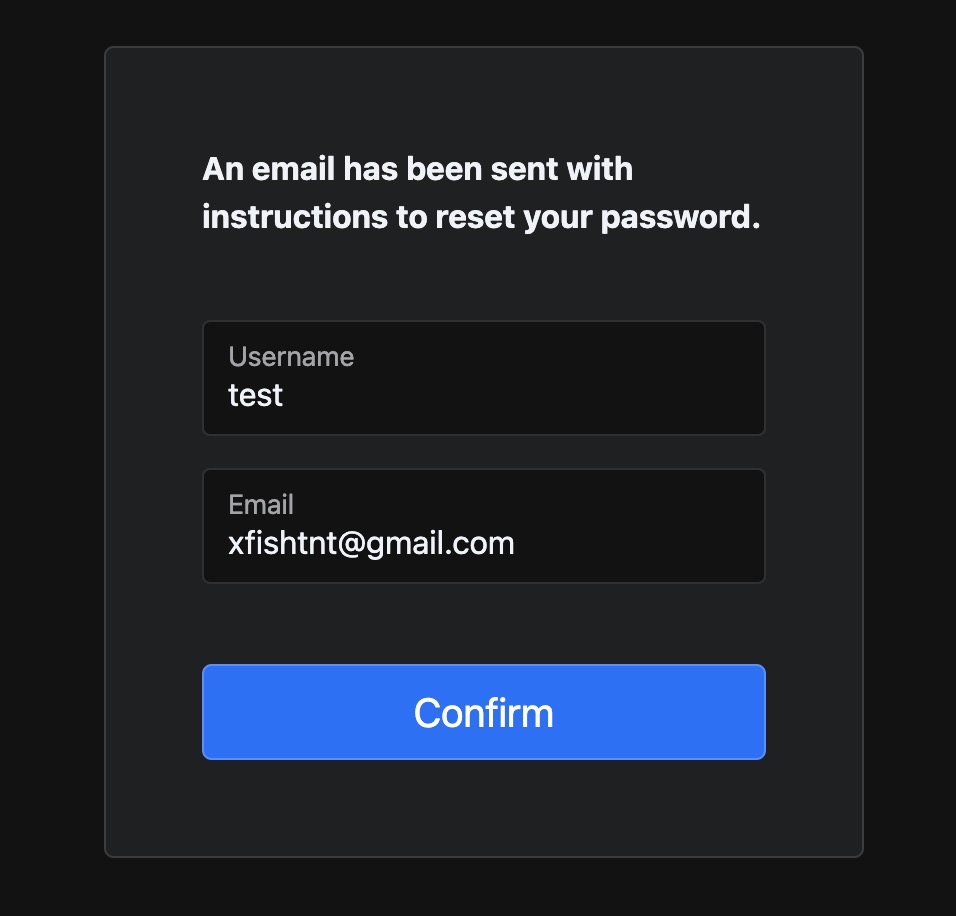 An email has been sent with
instructions to reset your password.
Username
test
Email
xfishtnt@gmail.com
Confirm